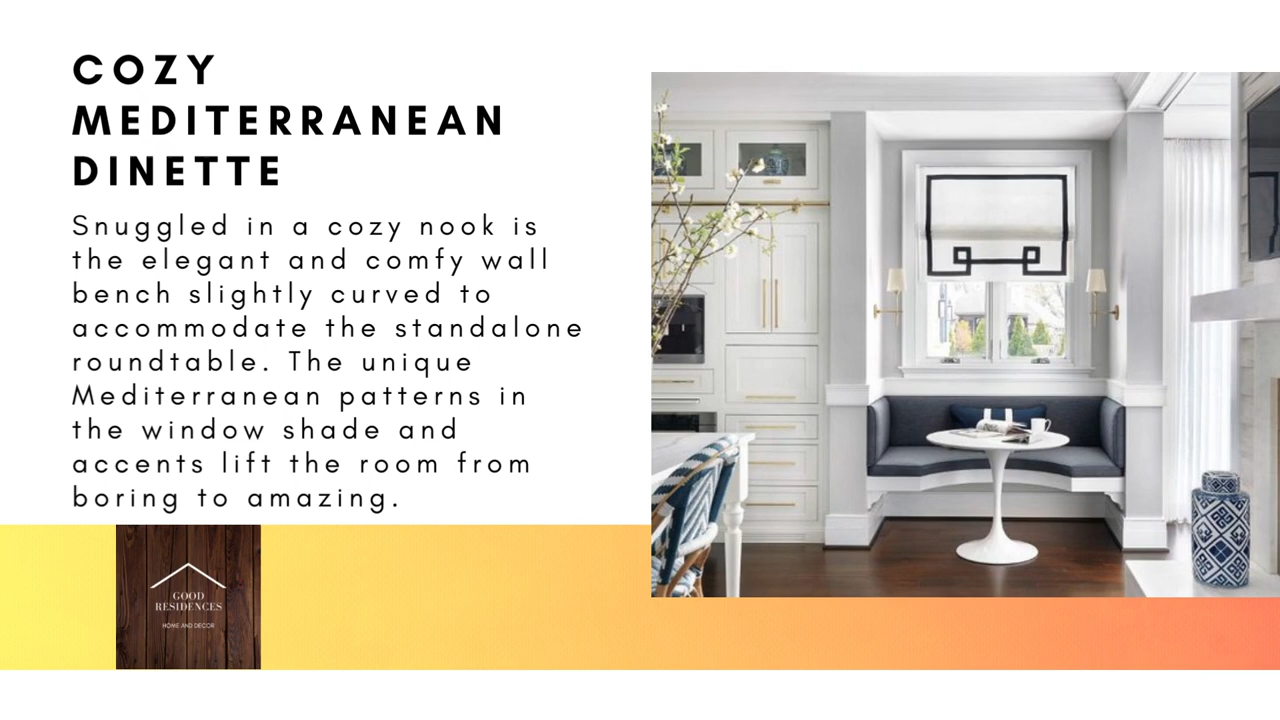 COZY
MEDITERRANEAN
DINETTE
Snuggled in a cozy nook is
the elegant and comfy wall
bench slightly curved to
accommodate the standalone
roundtable. The unique
Mediterranean patterns in
the window shade and
accents lift the room from
boring to amazing.
GOOD
RESIDENCES
HOME AND DECOR